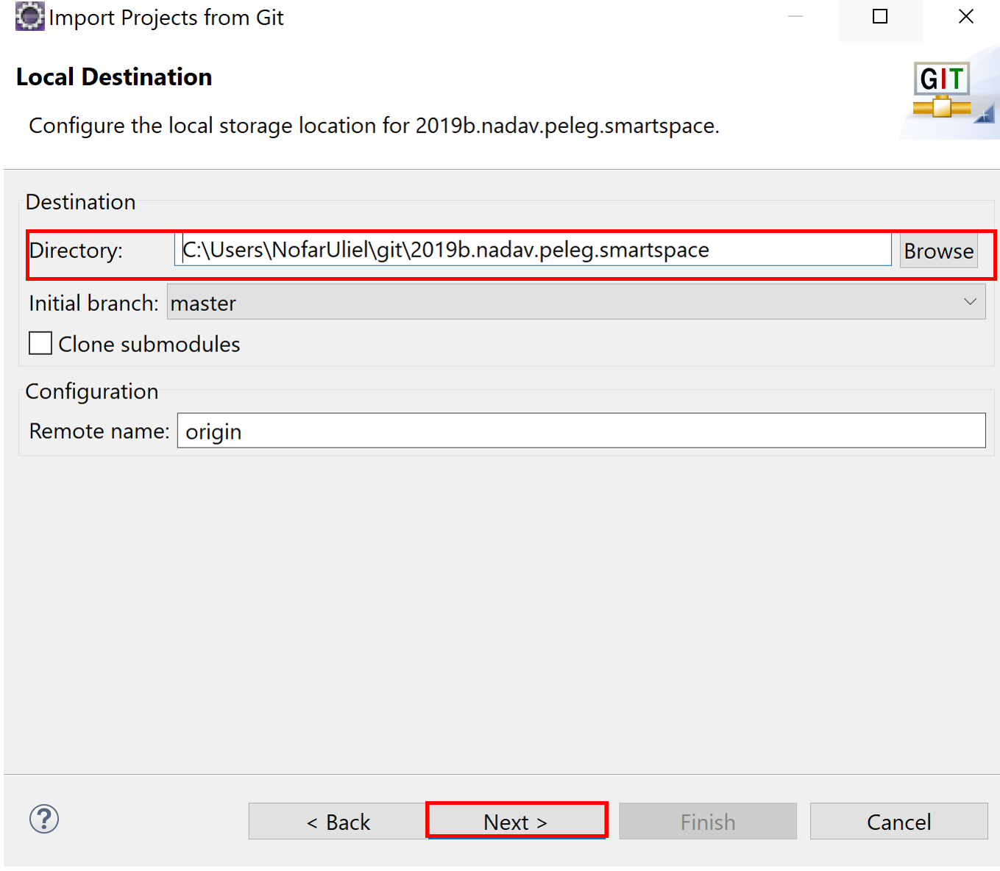 Import Projects from Git
Local Destination
GIT
Configure the local storage location for 2019b.nadav.peleg.smartspace.
Destination
Directory: C:\Users\NofarUliel\git\2019b.nadav.peleg.smartspace Browse
Initial branch: master
Clone submodules
Configuration
Remote name: origin
? < Back Next > Finish Cancel